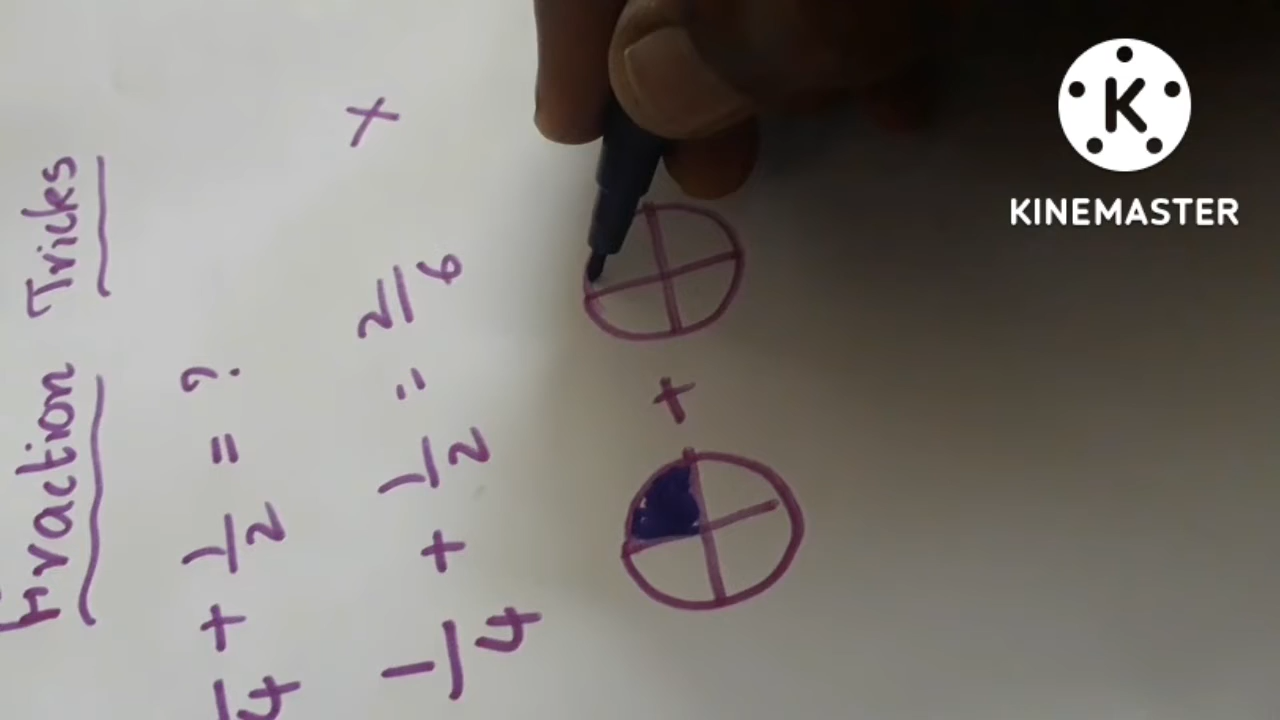 Fraction Tricks
1/4 + 1/2 = ?
1/4 + 1/2 = 2/6 ×
+
K
KINEMASTER